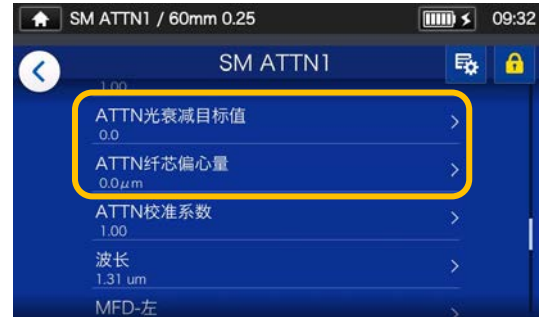 SM ATTN1 / 60mm 0.25
09:32
SM ATTN1
1.00
ATTN光衰减目标值
0.0
ATTN纤芯偏心量
0.0μm
ATTN校准系数
1.00
波长
1.31 um
MFD-左